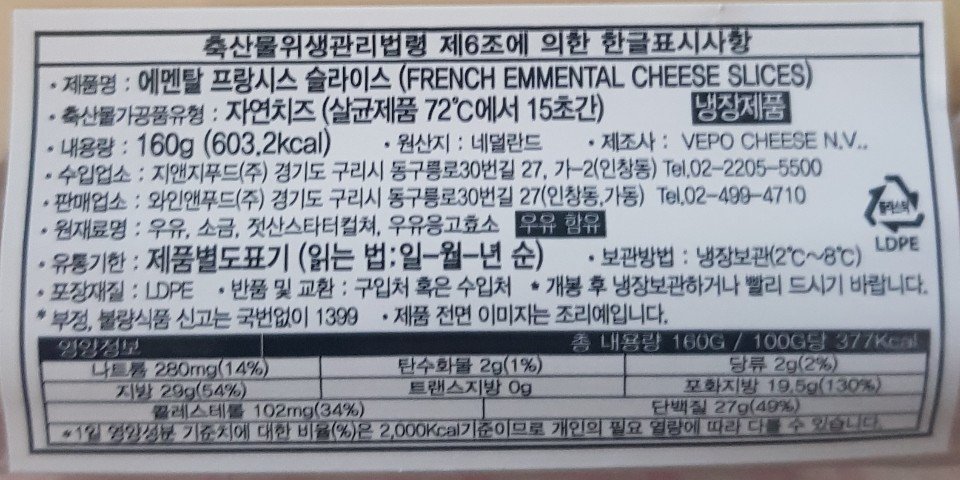 축산물위생관리법령 제6조에 의한 한글표시사항
· 제품명 : 에멘탈 프랑시스 슬라이스 (FRENCH EMMENTAL CHEESE SLICES)
· 축산물가공품유형 : 자연치즈 (살균제품 72℃에서 15초간) 냉장제품
· 내용량 : 160g (603.2kcal) · 원산지 : 네덜란드 · 제조사 : VEPO CHEESE N.V..
· 수입업소 : 지앤지푸드(주) 경기도 구리시 동구릉로30번길 27, 가-2(인창동) Tel.02-2205-5500
· 판매업소 : 와인앤푸드(주) 경기도 구리시 동구릉로30번길 27(인창동,가동) Tel.02-499-4710
· 원재료명 : 우유, 소금, 젖산스타터컬쳐, 우유응고효소 우유 함유
플라스틱
LDPE
· 유통기한 : 제품별도표기 (읽는 법:일-월-년 순) · 보관방법 : 냉장보관(2℃~8℃)
· 포장재질 : LDPE · 반품 및 교환 : 구입처 혹은 수입처 * 개봉 후 냉장보관하거나 빨리 드시기 바랍니다.
* 부정, 불량식품 신고는 국번없이 1399 · 제품 전면 이미지는 조리예입니다.
영양정보 총 내용량 160G / 100G당 377Kcal
나트륨 280mg(14%) 탄수화물 2g(1%) 당류 2g(2%)
지방 29g(54%) 트랜스지방 0g 포화지방 19.5g(130%)
콜레스테롤 102mg(34%) 단백질 27g(49%)
*1일 영양성분 기준치에 대한 비율(%)은 2,000Kcal기준이므로 개인의 필요 열량에 따라 다를 수 있습니다.